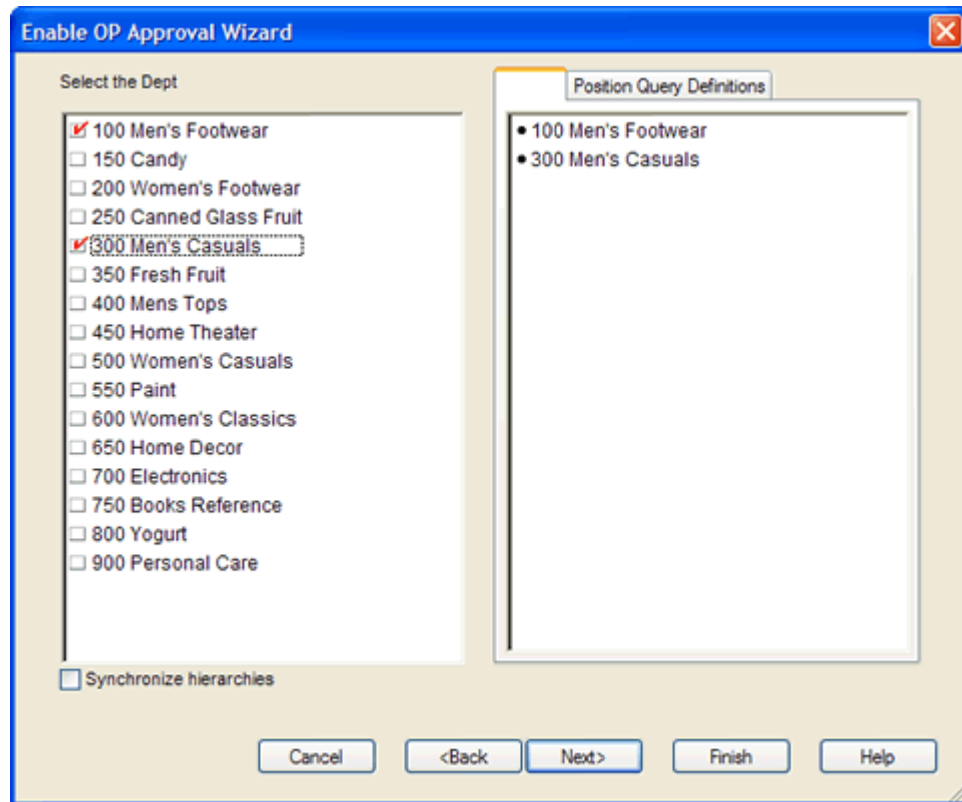 Enable OP Approval Wizard
Select the Dept
100 Men's Footwear
150 Candy
200 Women's Footwear
250 Canned Glass Fruit
300 Men's Casuals
350 Fresh Fruit
400 Mens Tops
450 Home Theater
500 Women's Casuals
550 Paint
600 Women's Classics
650 Home Decor
700 Electronics
750 Books Reference
800 Yogurt
900 Personal Care
Synchronize hierarchies
Position Query Definitions
• 100 Men's Footwear
• 300 Men's Casuals
Cancel <Back Next> Finish Help